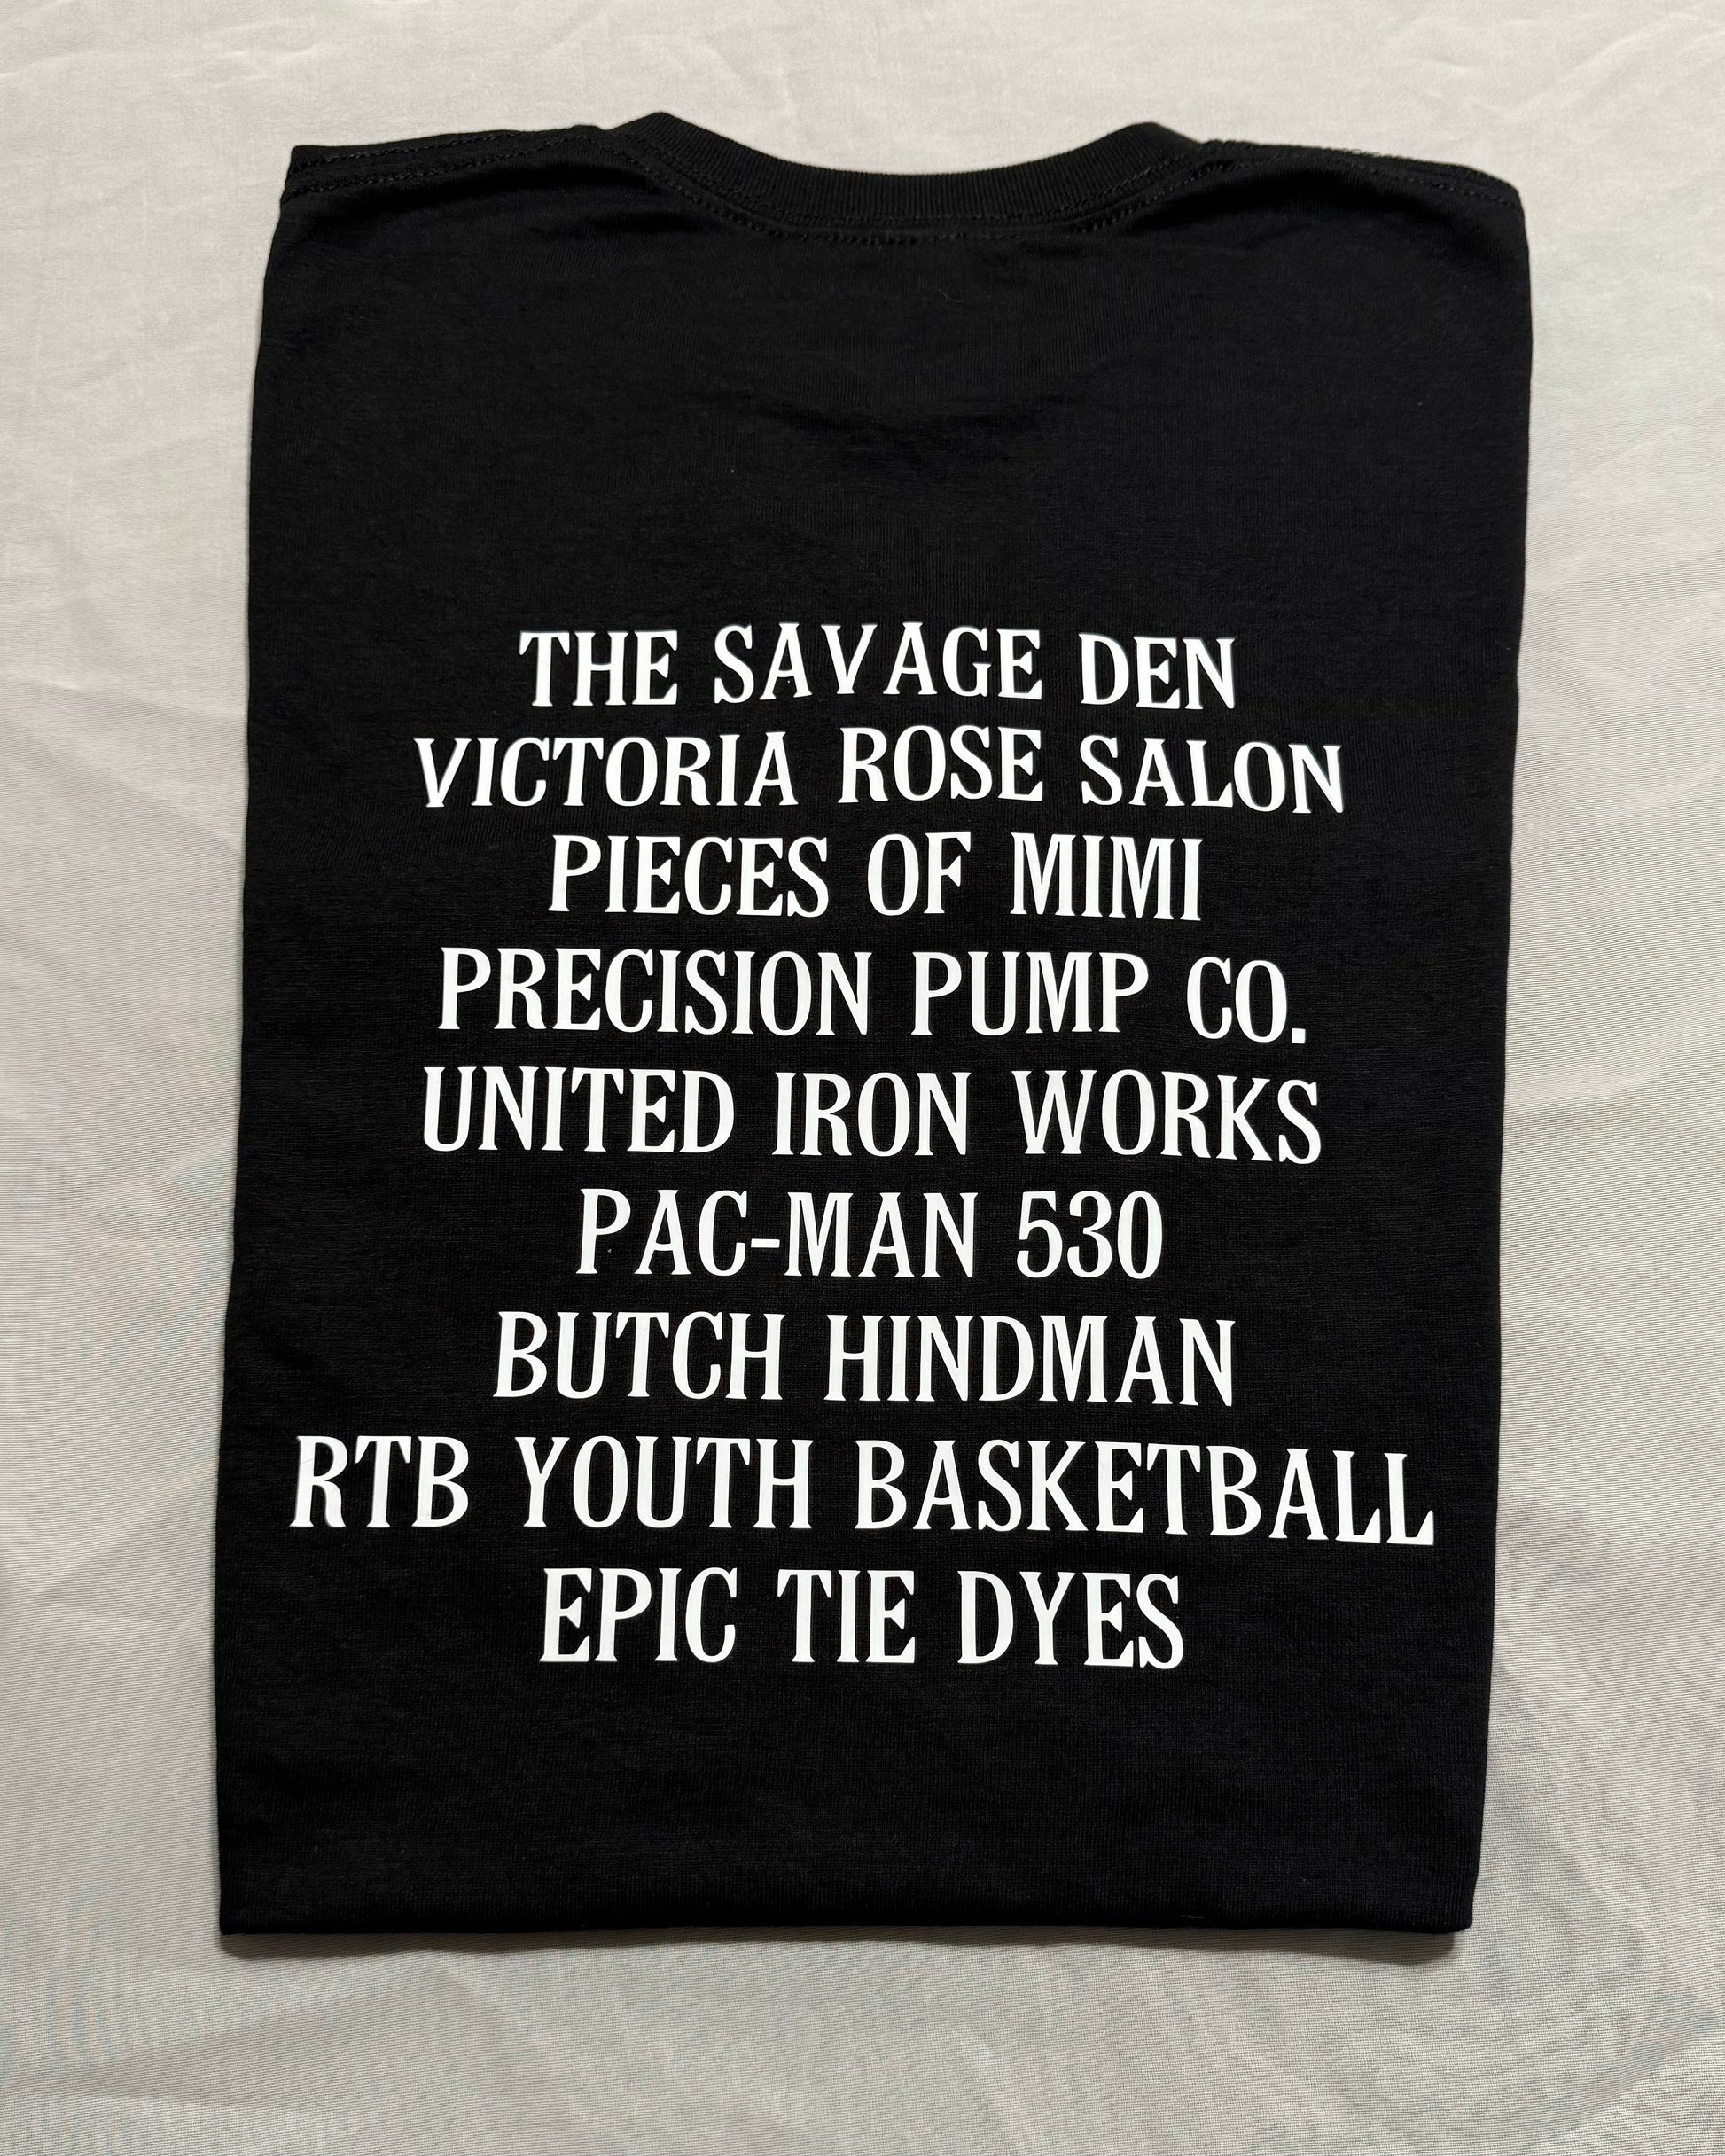 THE SAVAGE DEN
VICTORIA ROSE SALON
PIECES OF MIMI
PRECISION PUMP CO.
UNITED IRON WORKS
PAC-MAN 530
BUTCH HINDMAN
RTB YOUTH BASKETBALL
EPIC TIE DYES